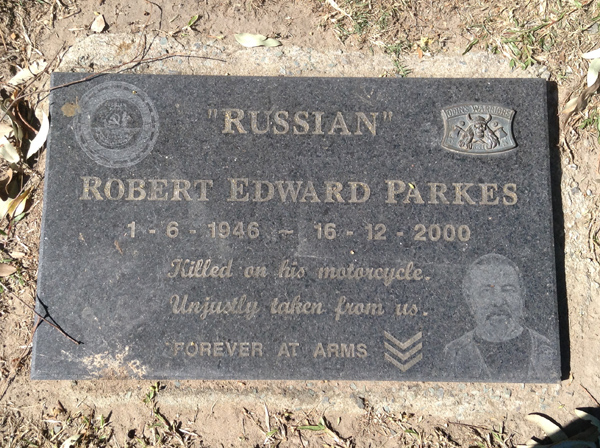 "RUSSIAN"
ROBERT EDWARD PARKES
1 - 6 - 1946 ~ 16 - 12 - 2000
Killed on his motorcycle.
Unjustly taken from us.
FOREVER AT ARMS